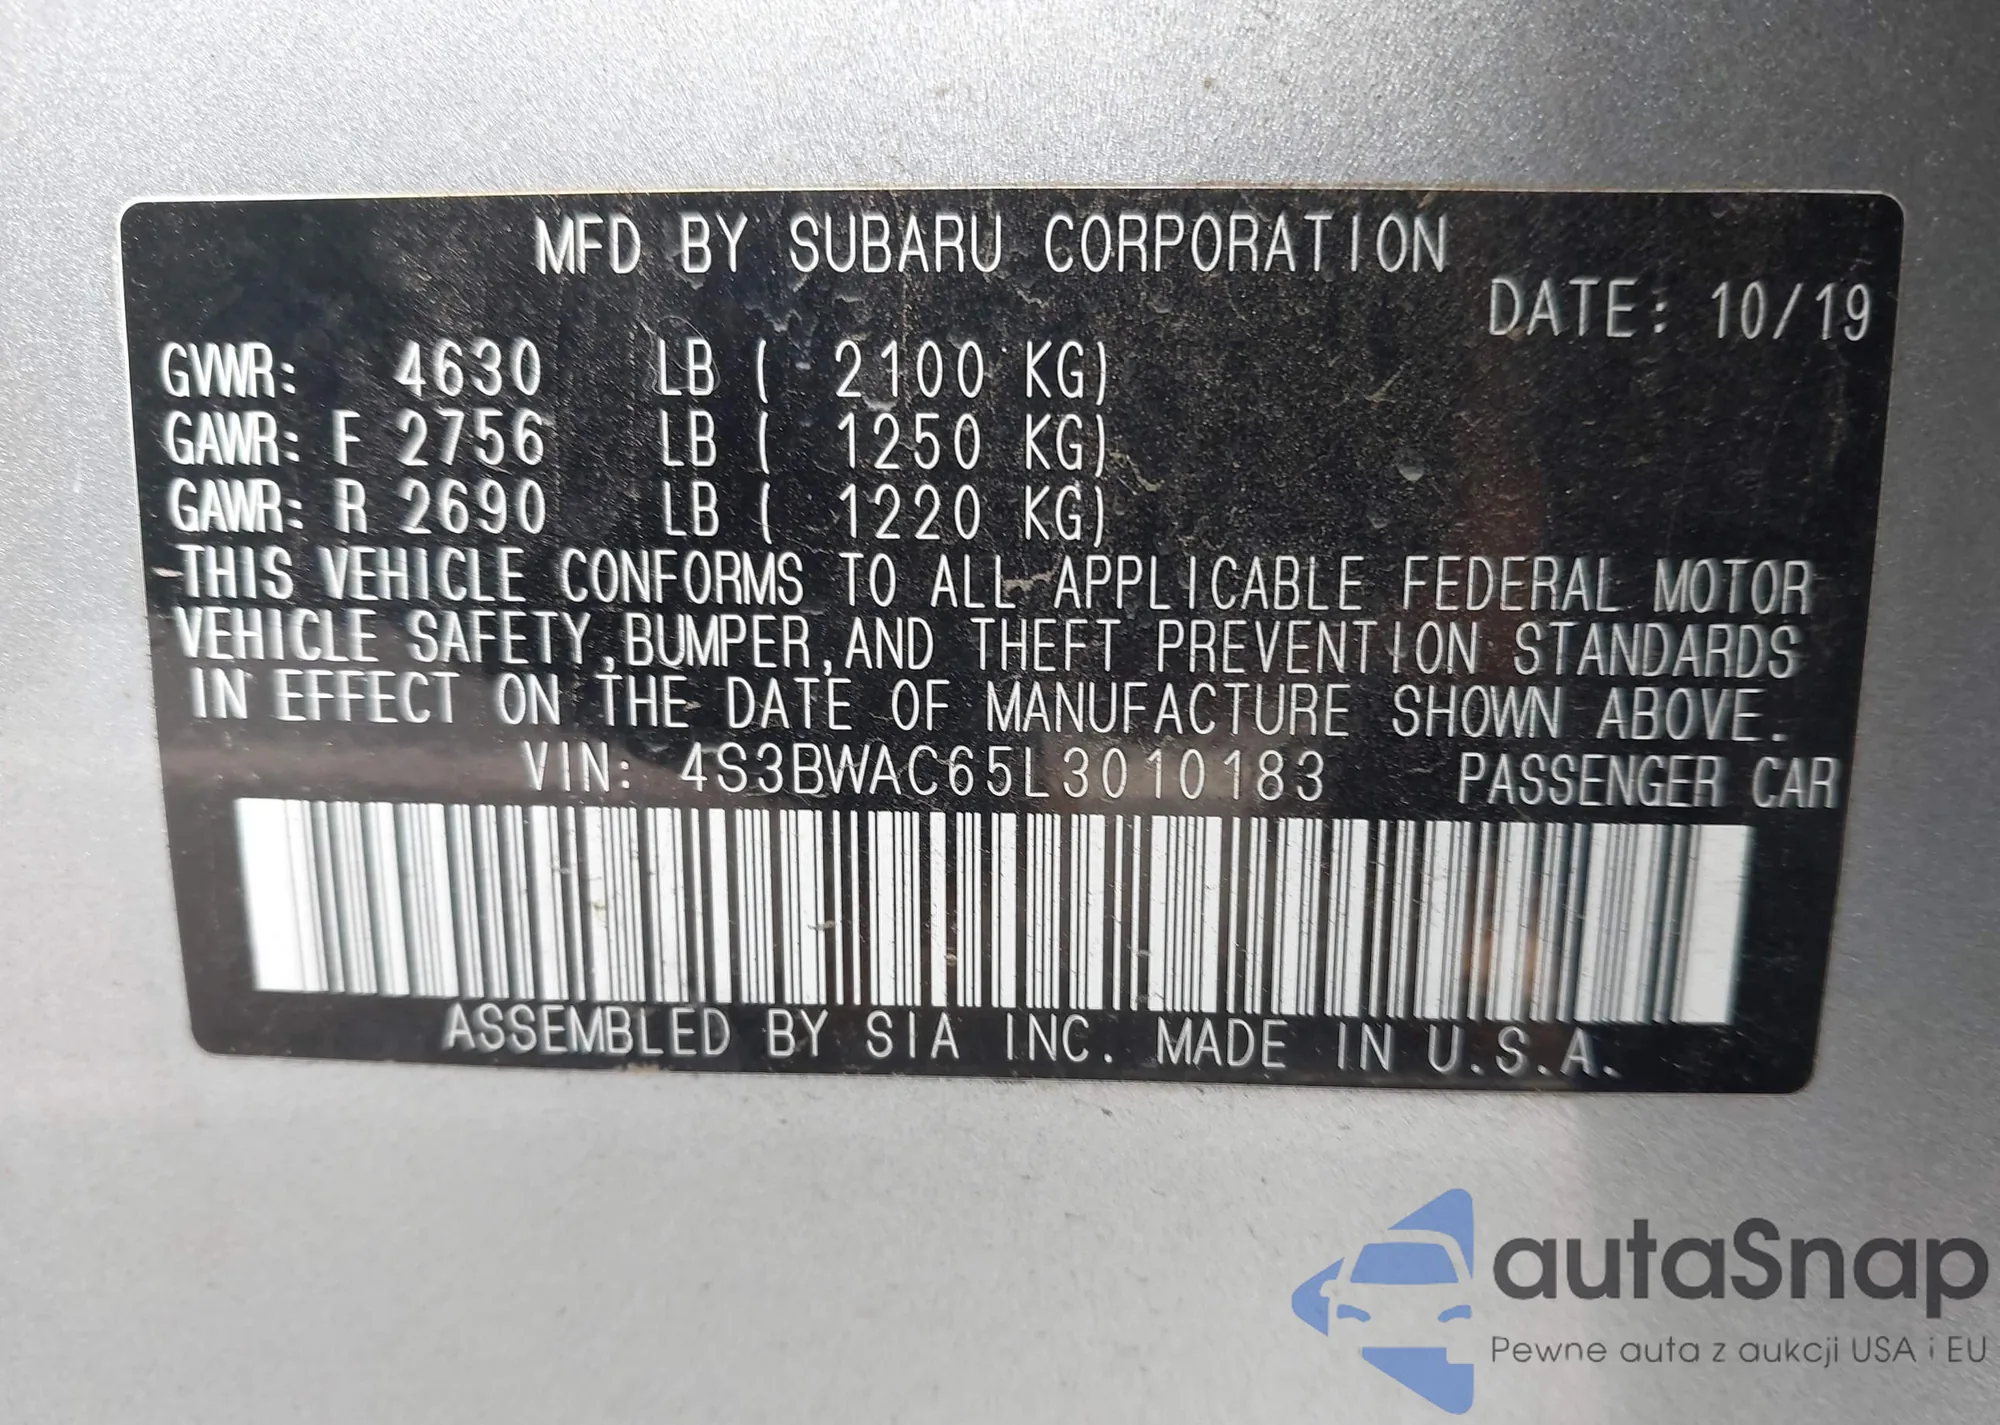 MFD BY SUBARU CORPORATION
DATE: 10/19
GVWR: 4630 LB ( 2100 KG)
GAWR: F 2756 LB ( 1250 KG)
GAWR: R 2690 LB ( 1220 KG)
THIS VEHICLE CONFORMS TO ALL APPLICABLE FEDERAL MOTOR
VEHICLE SAFETY,BUMPER,AND THEFT PREVENTION STANDARDS
IN EFFECT ON THE DATE OF MANUFACTURE SHOWN ABOVE.
VIN: 4S3BWAC65L3010183 PASSENGER CAR
ASSEMBLED BY SIA INC. MADE IN U.S.A.
autaSnap
Pewne auta z aukcji USA i EU